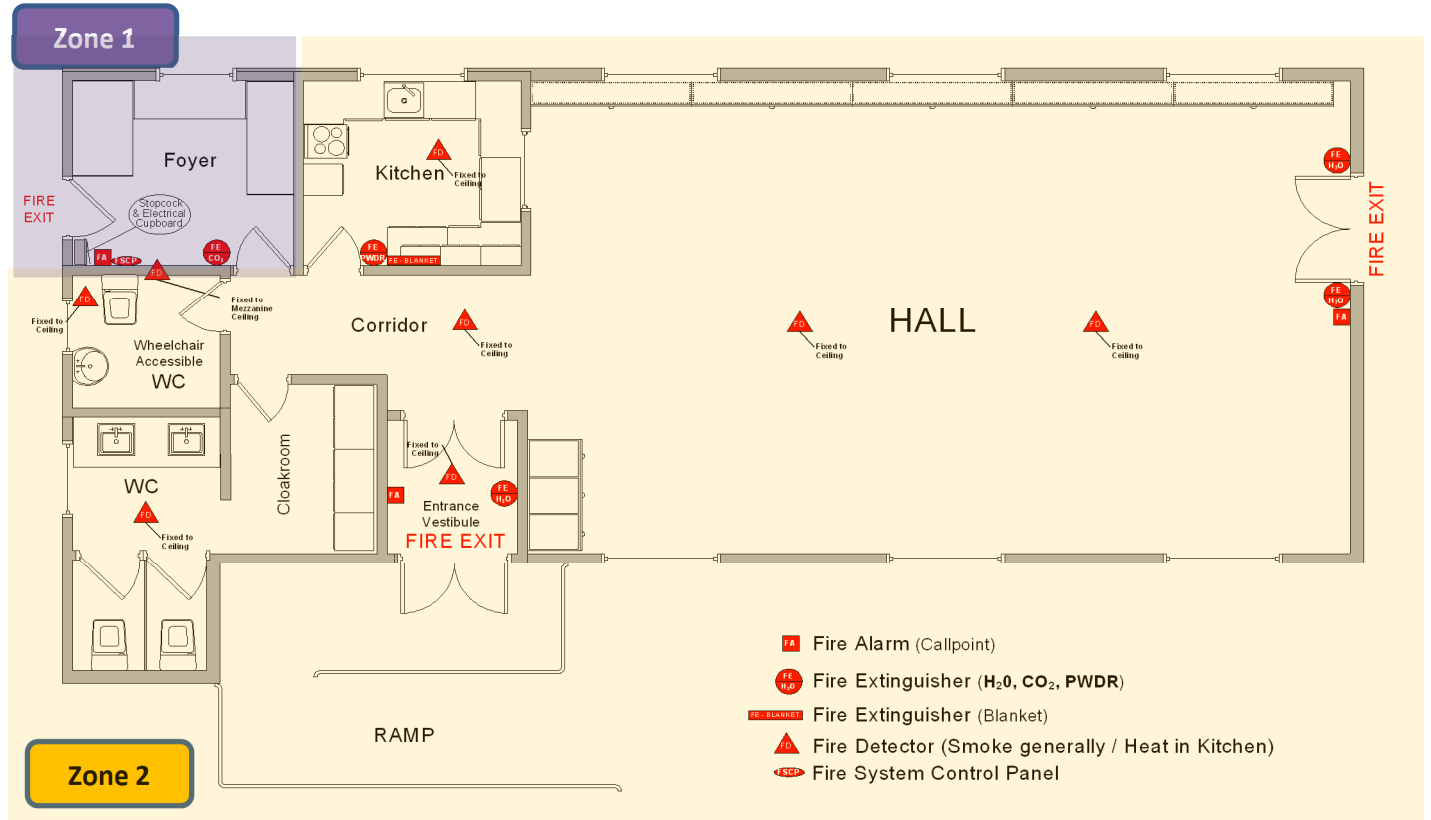 Zone 1
Foyer
FIRE
EXIT
Stopcock
& Electrical
Cupboard
FA
FSCP
FD
FE
CO₂
Kitchen
FD
Fixed to
Ceiling
FE
PWDR
FE - BLANKET
FE
H₂O
FIRE EXIT
FE
H₂O
FA
FD
Fixed to
Ceiling
Fixed to
Mezzanine
Ceiling
Wheelchair
Accessible
WC
Corridor
FD
Fixed to
Ceiling
FD
Fixed to
Ceiling
HALL
FD
Fixed to
Ceiling
Cloakroom
WC
FD
Fixed to
Ceiling
Fixed to
Ceiling
FD
FA
FE
H₂O
Entrance
Vestibule
FIRE EXIT
RAMP
Zone 2
FA
Fire Alarm (Callpoint)
FE
H₂O
Fire Extinguisher (H₂0, CO₂, PWDR)
FE - BLANKET
Fire Extinguisher (Blanket)
FD
Fire Detector (Smoke generally / Heat in Kitchen)
FSCP
Fire System Control Panel